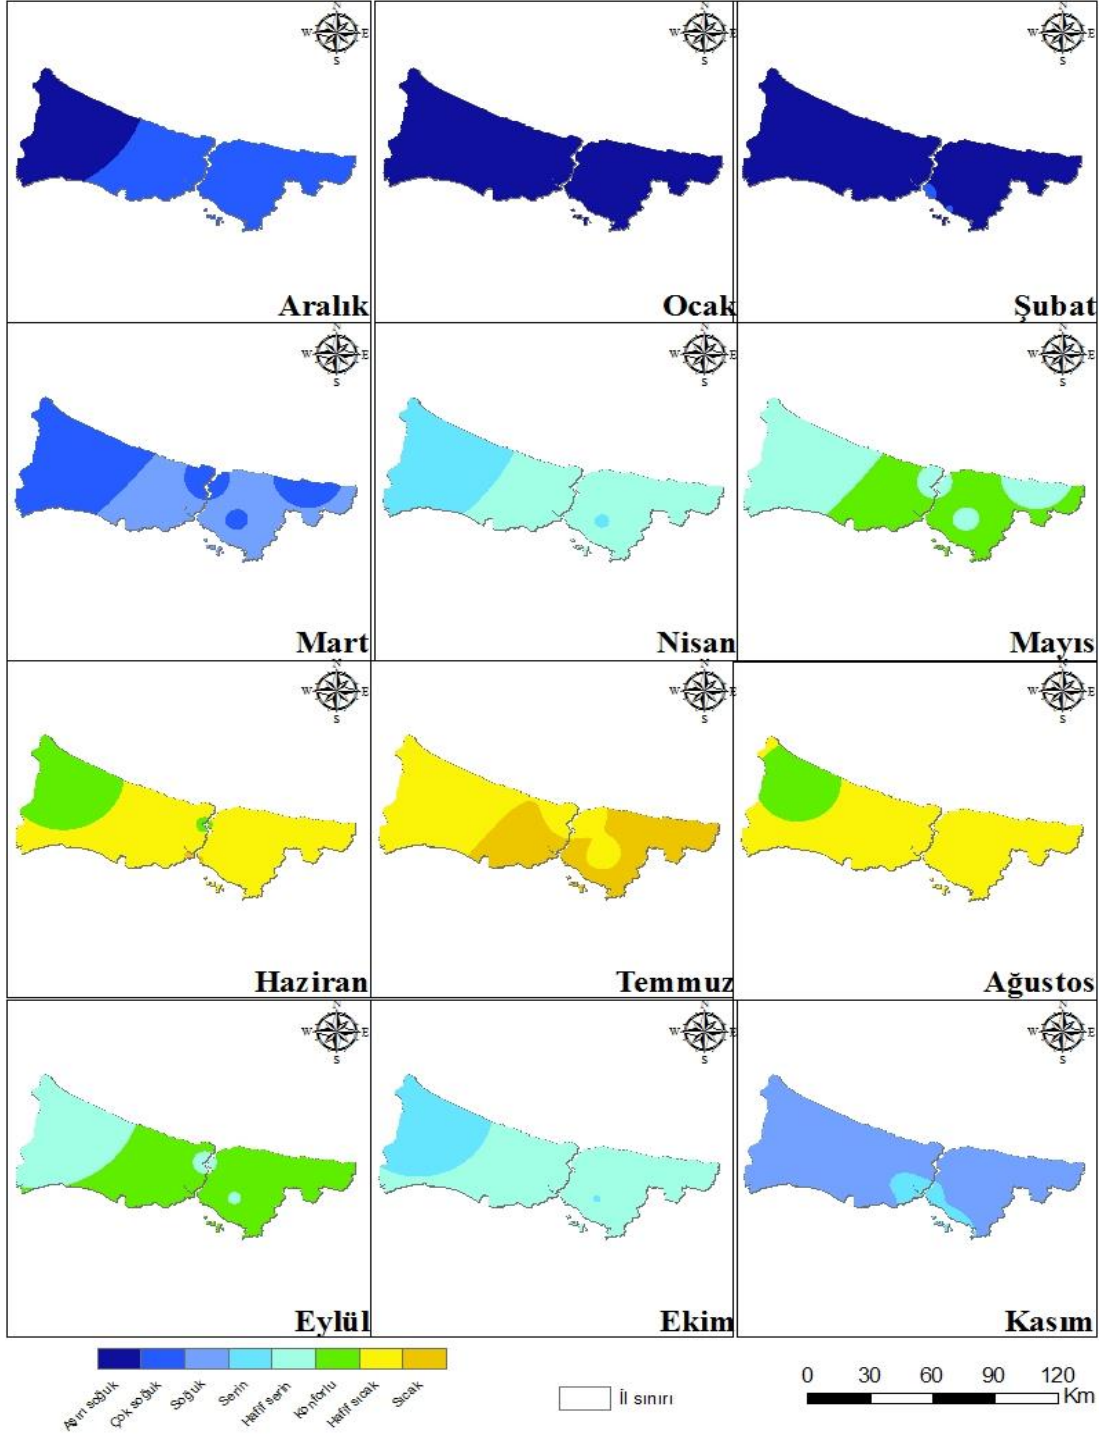 N
W E
S
N
W E
S
N
W E
S
Aralık
Ocak
Şubat
N
W E
S
N
W E
S
N
W E
S
Mart
Nisan
Mayıs
N
W E
S
N
W E
S
N
W E
S
Haziran
Temmuz
Ağustos
N
W E
S
N
W E
S
N
W E
S
Eylül
Ekim
Kasım
Aşırı soğuk
Çok soğuk
Soğuk
Serin
Hafif serin
Konforlu
Hafif sıcak
Sıcak
İl sınırı
0 30 60 90 120
Km